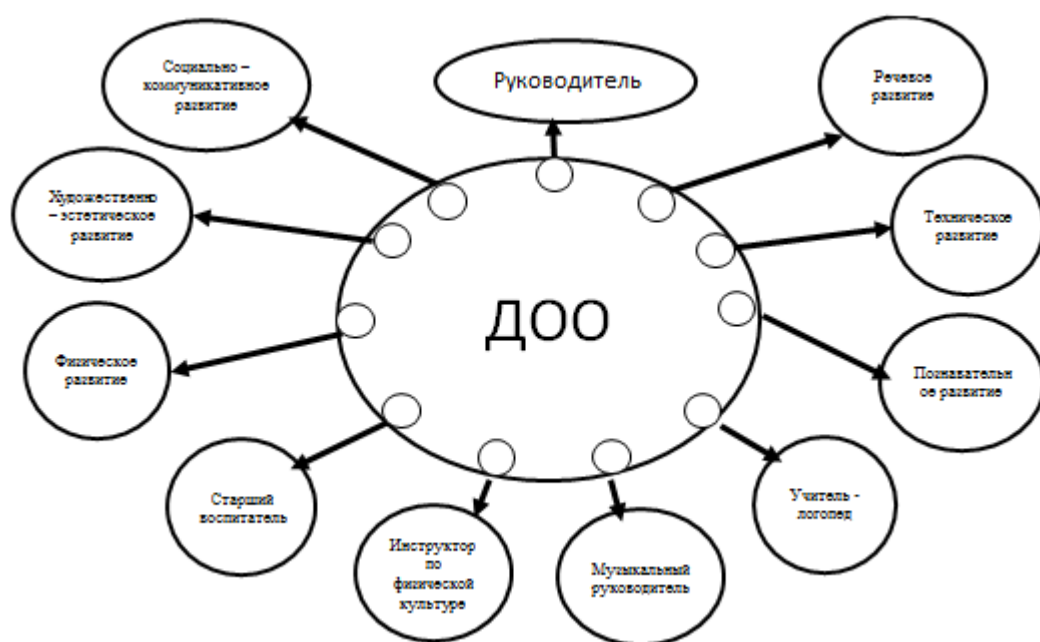 Социально –
коммуникативное
развитие
Руководитель
Речевое
развитие
Художественно
– эстетическое
развитие
Техническое
развитие
ДОО
Физическое
развитие
Познавательн
ое развитие
Старший
воспитатель
Учитель -
логопед
Инструктор
по
физической
культуре
Музыкальный
руководитель